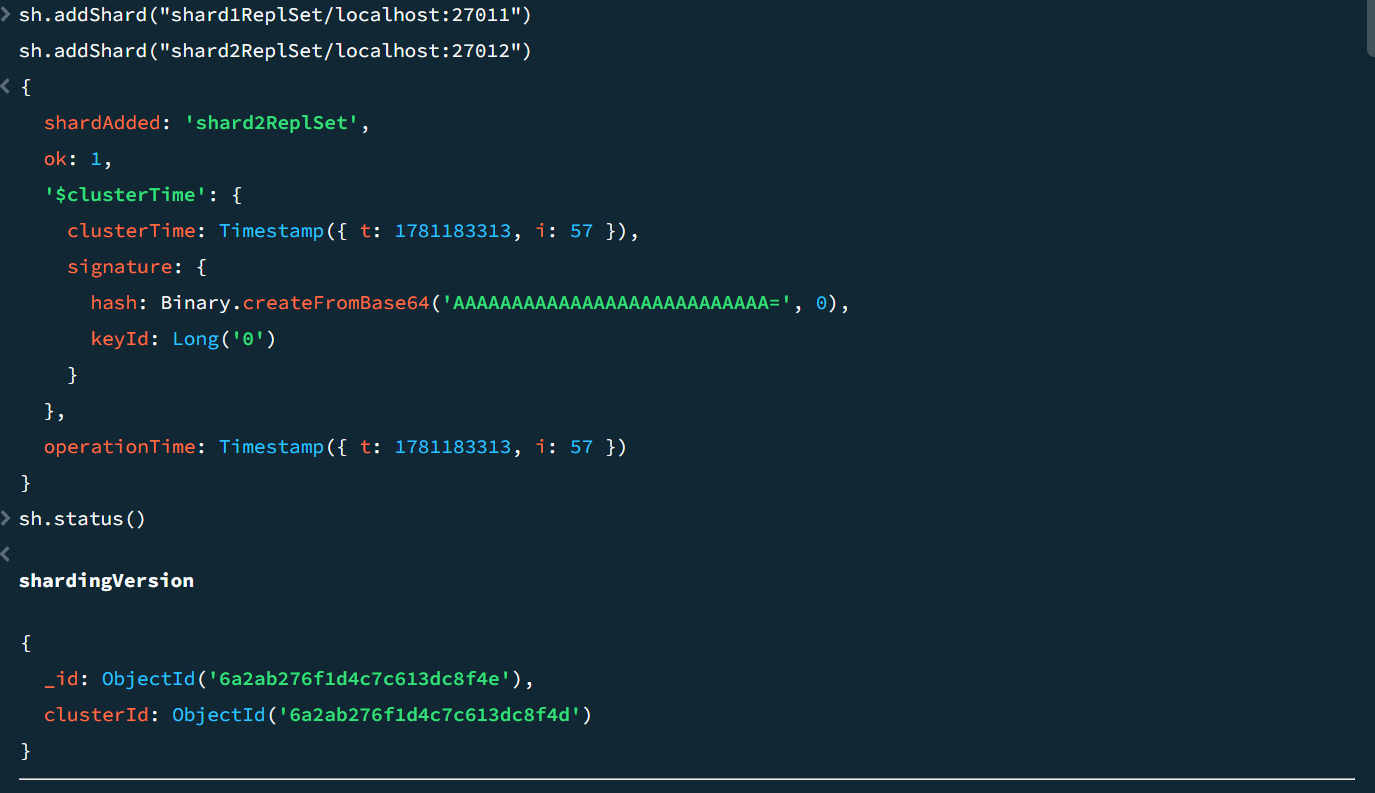 sh.addShard("shard1ReplSet/localhost:27011")
sh.addShard("shard2ReplSet/localhost:27012")
{
shardAdded: 'shard2ReplSet',
ok: 1,
'$clusterTime': {
clusterTime: Timestamp({ t: 1781183313, i: 57 }),
signature: {
hash: Binary.createFromBase64('AAAAAAAAAAAAAAAAAAAAAAAAAAA=', 0),
keyId: Long('0')
}
},
operationTime: Timestamp({ t: 1781183313, i: 57 })
}
sh.status()
shardingVersion
{
_id: ObjectId('6a2ab276f1d4c7c613dc8f4e'),
clusterId: ObjectId('6a2ab276f1d4c7c613dc8f4d')
}